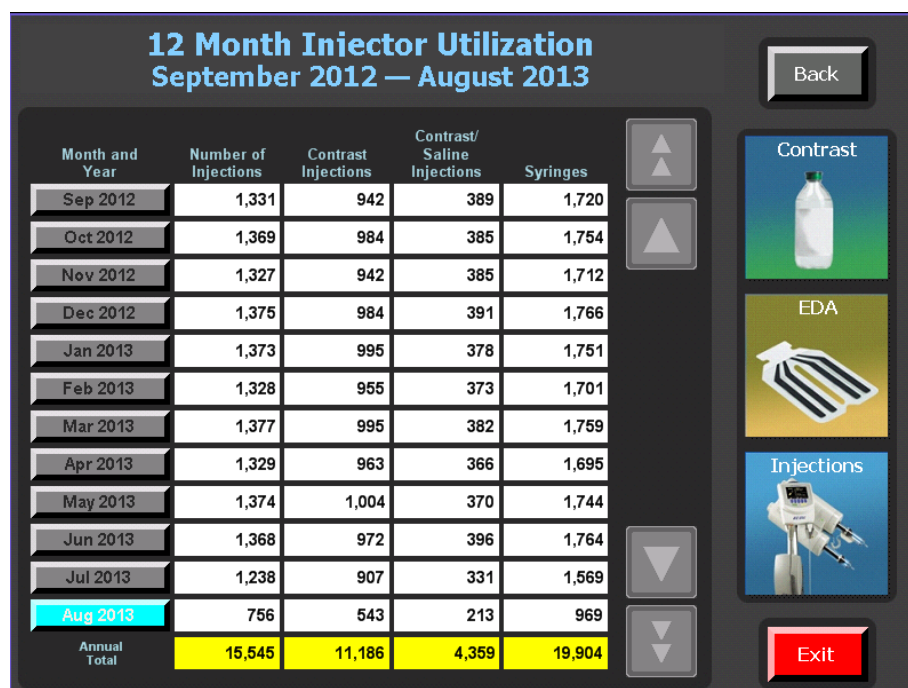 12 Month Injector Utilization
September 2012 — August 2013
Back
Month and Year Number of Injections Contrast Injections Contrast/ Saline Injections Syringes
Sep 2012 1,331 942 389 1,720
Oct 2012 1,369 984 385 1,754
Nov 2012 1,327 942 385 1,712
Dec 2012 1,375 984 391 1,766
Jan 2013 1,373 995 378 1,751
Feb 2013 1,328 955 373 1,701
Mar 2013 1,377 995 382 1,759
Apr 2013 1,329 963 366 1,695
May 2013 1,374 1,004 370 1,744
Jun 2013 1,368 972 396 1,764
Jul 2013 1,238 907 331 1,569
Aug 2013 756 543 213 969
Annual Total 15,545 11,186 4,359 19,904
Contrast
EDA
Injections
Exit